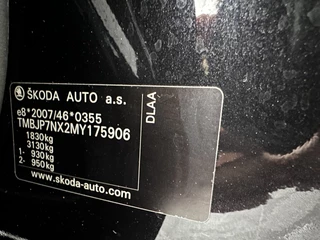 ŠKODA AUTO a.s.
e8*2007/46*0355
TMBJP7NX2MY175906
1830kg
3130kg
1- 930kg
2- 950kg
www.skoda-auto.com
DLAA